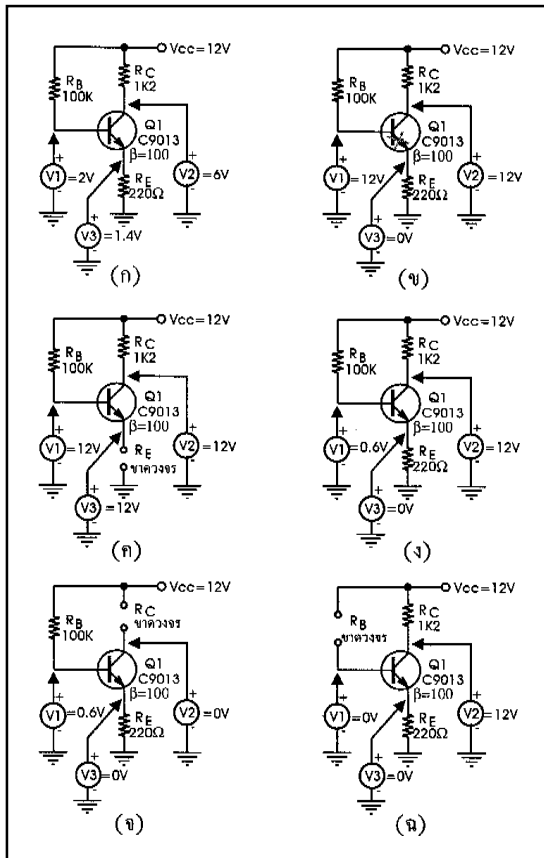 Vcc=12V
RB
100K
RC
1K2
Q1
C9013
β=100
RE
220Ω
V1 =2V
V2 =6V
V3 =1.4V
(ก)
Vcc=12V
RB
100K
RC
1K2
Q1
C9013
β=100
RE
220Ω
V1 =12V
V2 =12V
V3 =0V
(ข)
Vcc=12V
RB
100K
RC
1K2
Q1
C9013
β=100
RE
ขาดวงจร
V1 =12V
V2 =12V
V3 =12V
(ค)
Vcc=12V
RB
100K
RC
1K2
Q1
C9013
β=100
RE
220Ω
V1 =0.6V
V2 =12V
V3 =0V
(ง)
Vcc=12V
RB
100K
RC
ขาดวงจร
Q1
C9013
β=100
RE
220Ω
V1 =0.6V
V2 =0V
V3 =0V
(จ)
Vcc=12V
RB
ขาดวงจร
RC
1K2
Q1
C9013
β=100
RE
220Ω
V1 =0V
V2 =12V
V3 =0V
(ฉ)